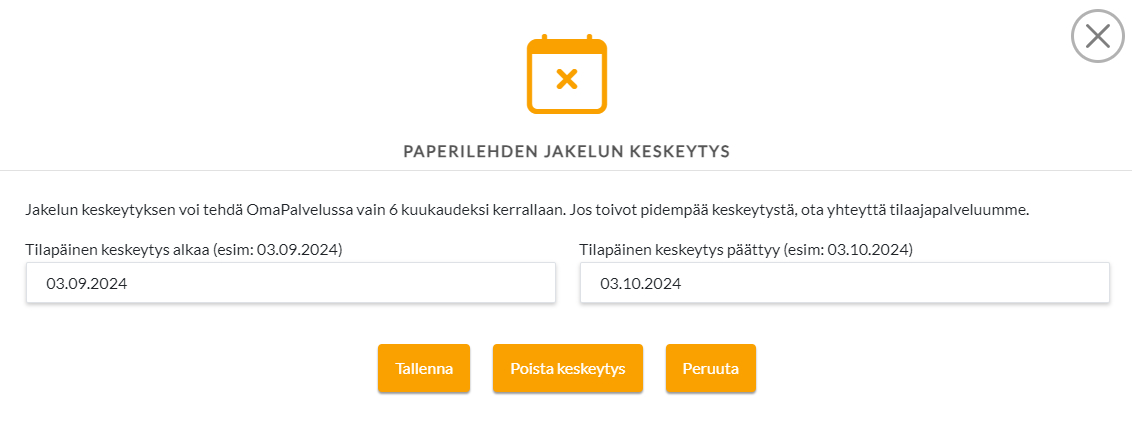 PAPERILEHDEN JAKELUN KESKEYTYS
Jakelun keskeytyksen voi tehdä OmaPalvelussa vain 6 kuukaudeksi kerrallaan. Jos toivot pidempää keskeytystä, ota yhteyttä tilaajapalveluumme.
Tilapäinen keskeytys alkaa (esim: 03.09.2024)
03.09.2024
Tilapäinen keskeytys päättyy (esim: 03.10.2024)
03.10.2024
Tallenna
Poista keskeytys
Peruuta